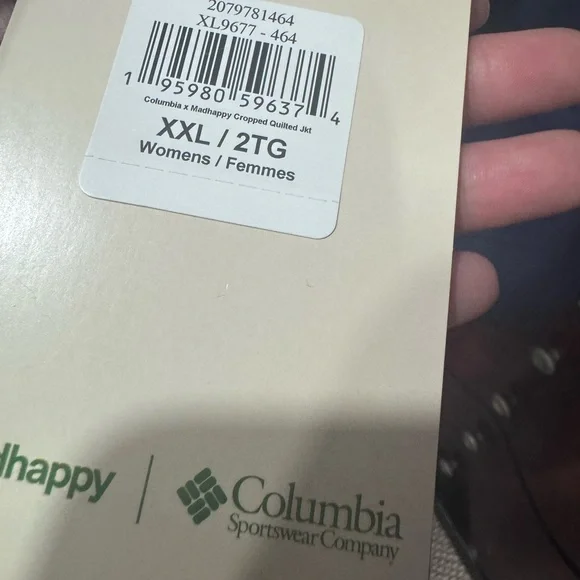 2079781464
XL9677 - 464
1 95980 59637 4
Columbia x Madhappy Cropped Quilted Jkt
XXL / 2TG
Womens / Femmes
dhappy | Columbia
Sportswear Company